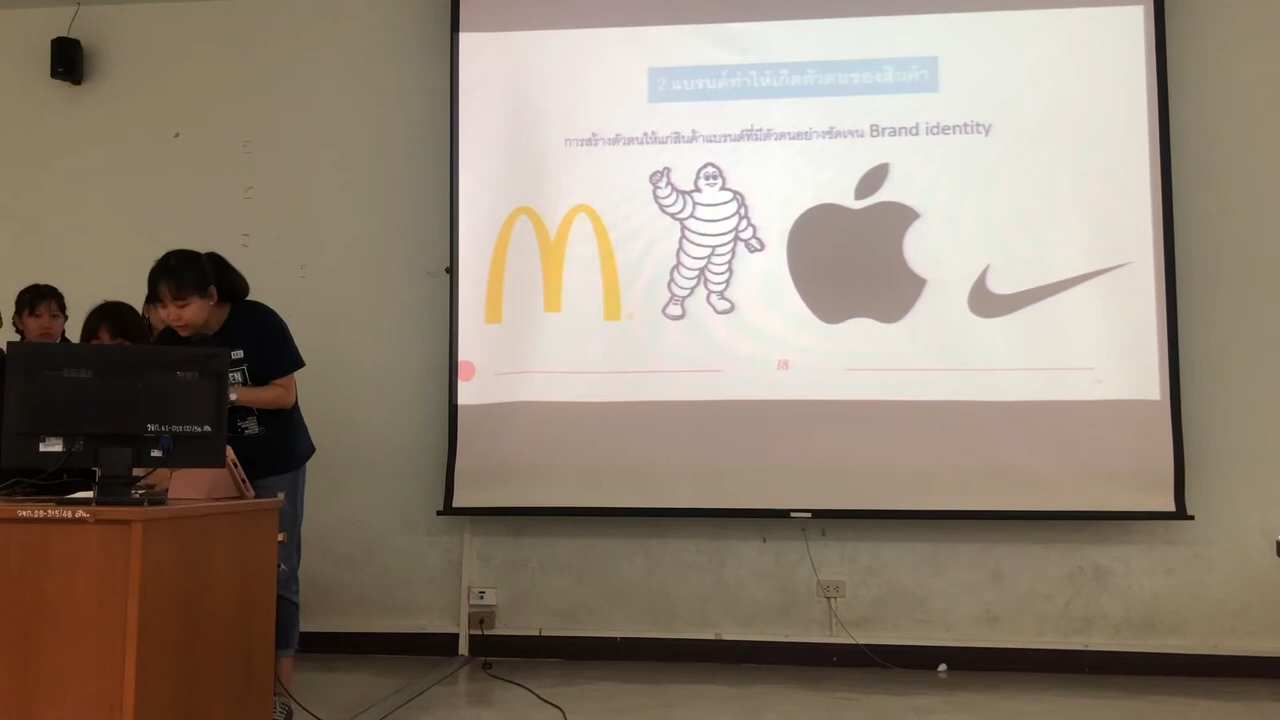 2 แบรนด์ทำให้เกิดตัวตนของสินค้า
การสร้างตัวตนให้แก่สินค้าแบรนด์ที่มีตัวตนอย่างชัดเจน Brand identity
18